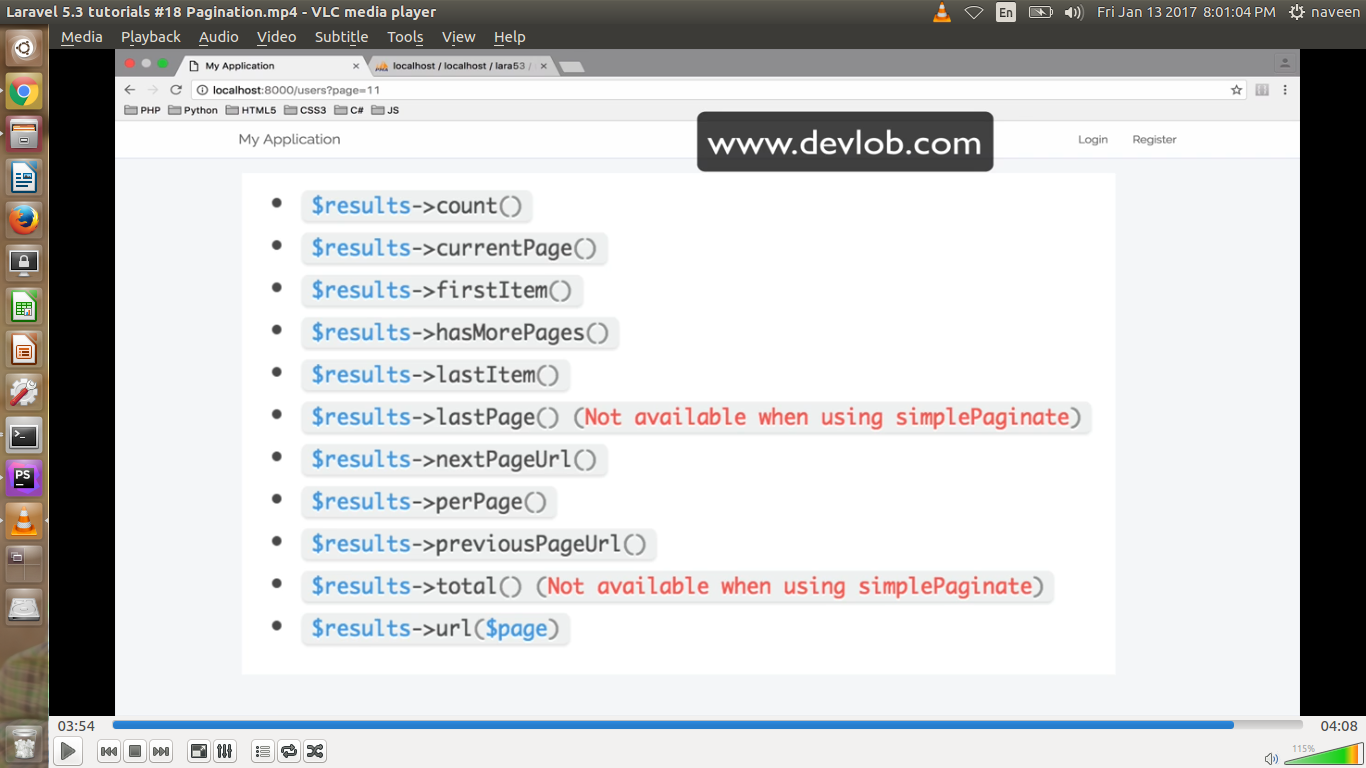 Laravel 5.3 tutorials #18 Pagination.mp4 - VLC media player
En
Fri Jan 13 2017 8:01:04 PM
naveen
Media Playback Audio Video Subtitle Tools View Help
My Application
localhost / localhost / lara53 /
localhost:8000/users?page=11
PHP Python HTML5 CSS3 C# JS
My Application
www.devlob.com
Login Register
$results->count()
$results->currentPage()
$results->firstItem()
$results->hasMorePages()
$results->lastItem()
$results->lastPage() (Not available when using simplePaginate)
$results->nextPageUrl()
$results->perPage()
$results->previousPageUrl()
$results->total() (Not available when using simplePaginate)
$results->url($page)
PS
03:54
04:08
115%